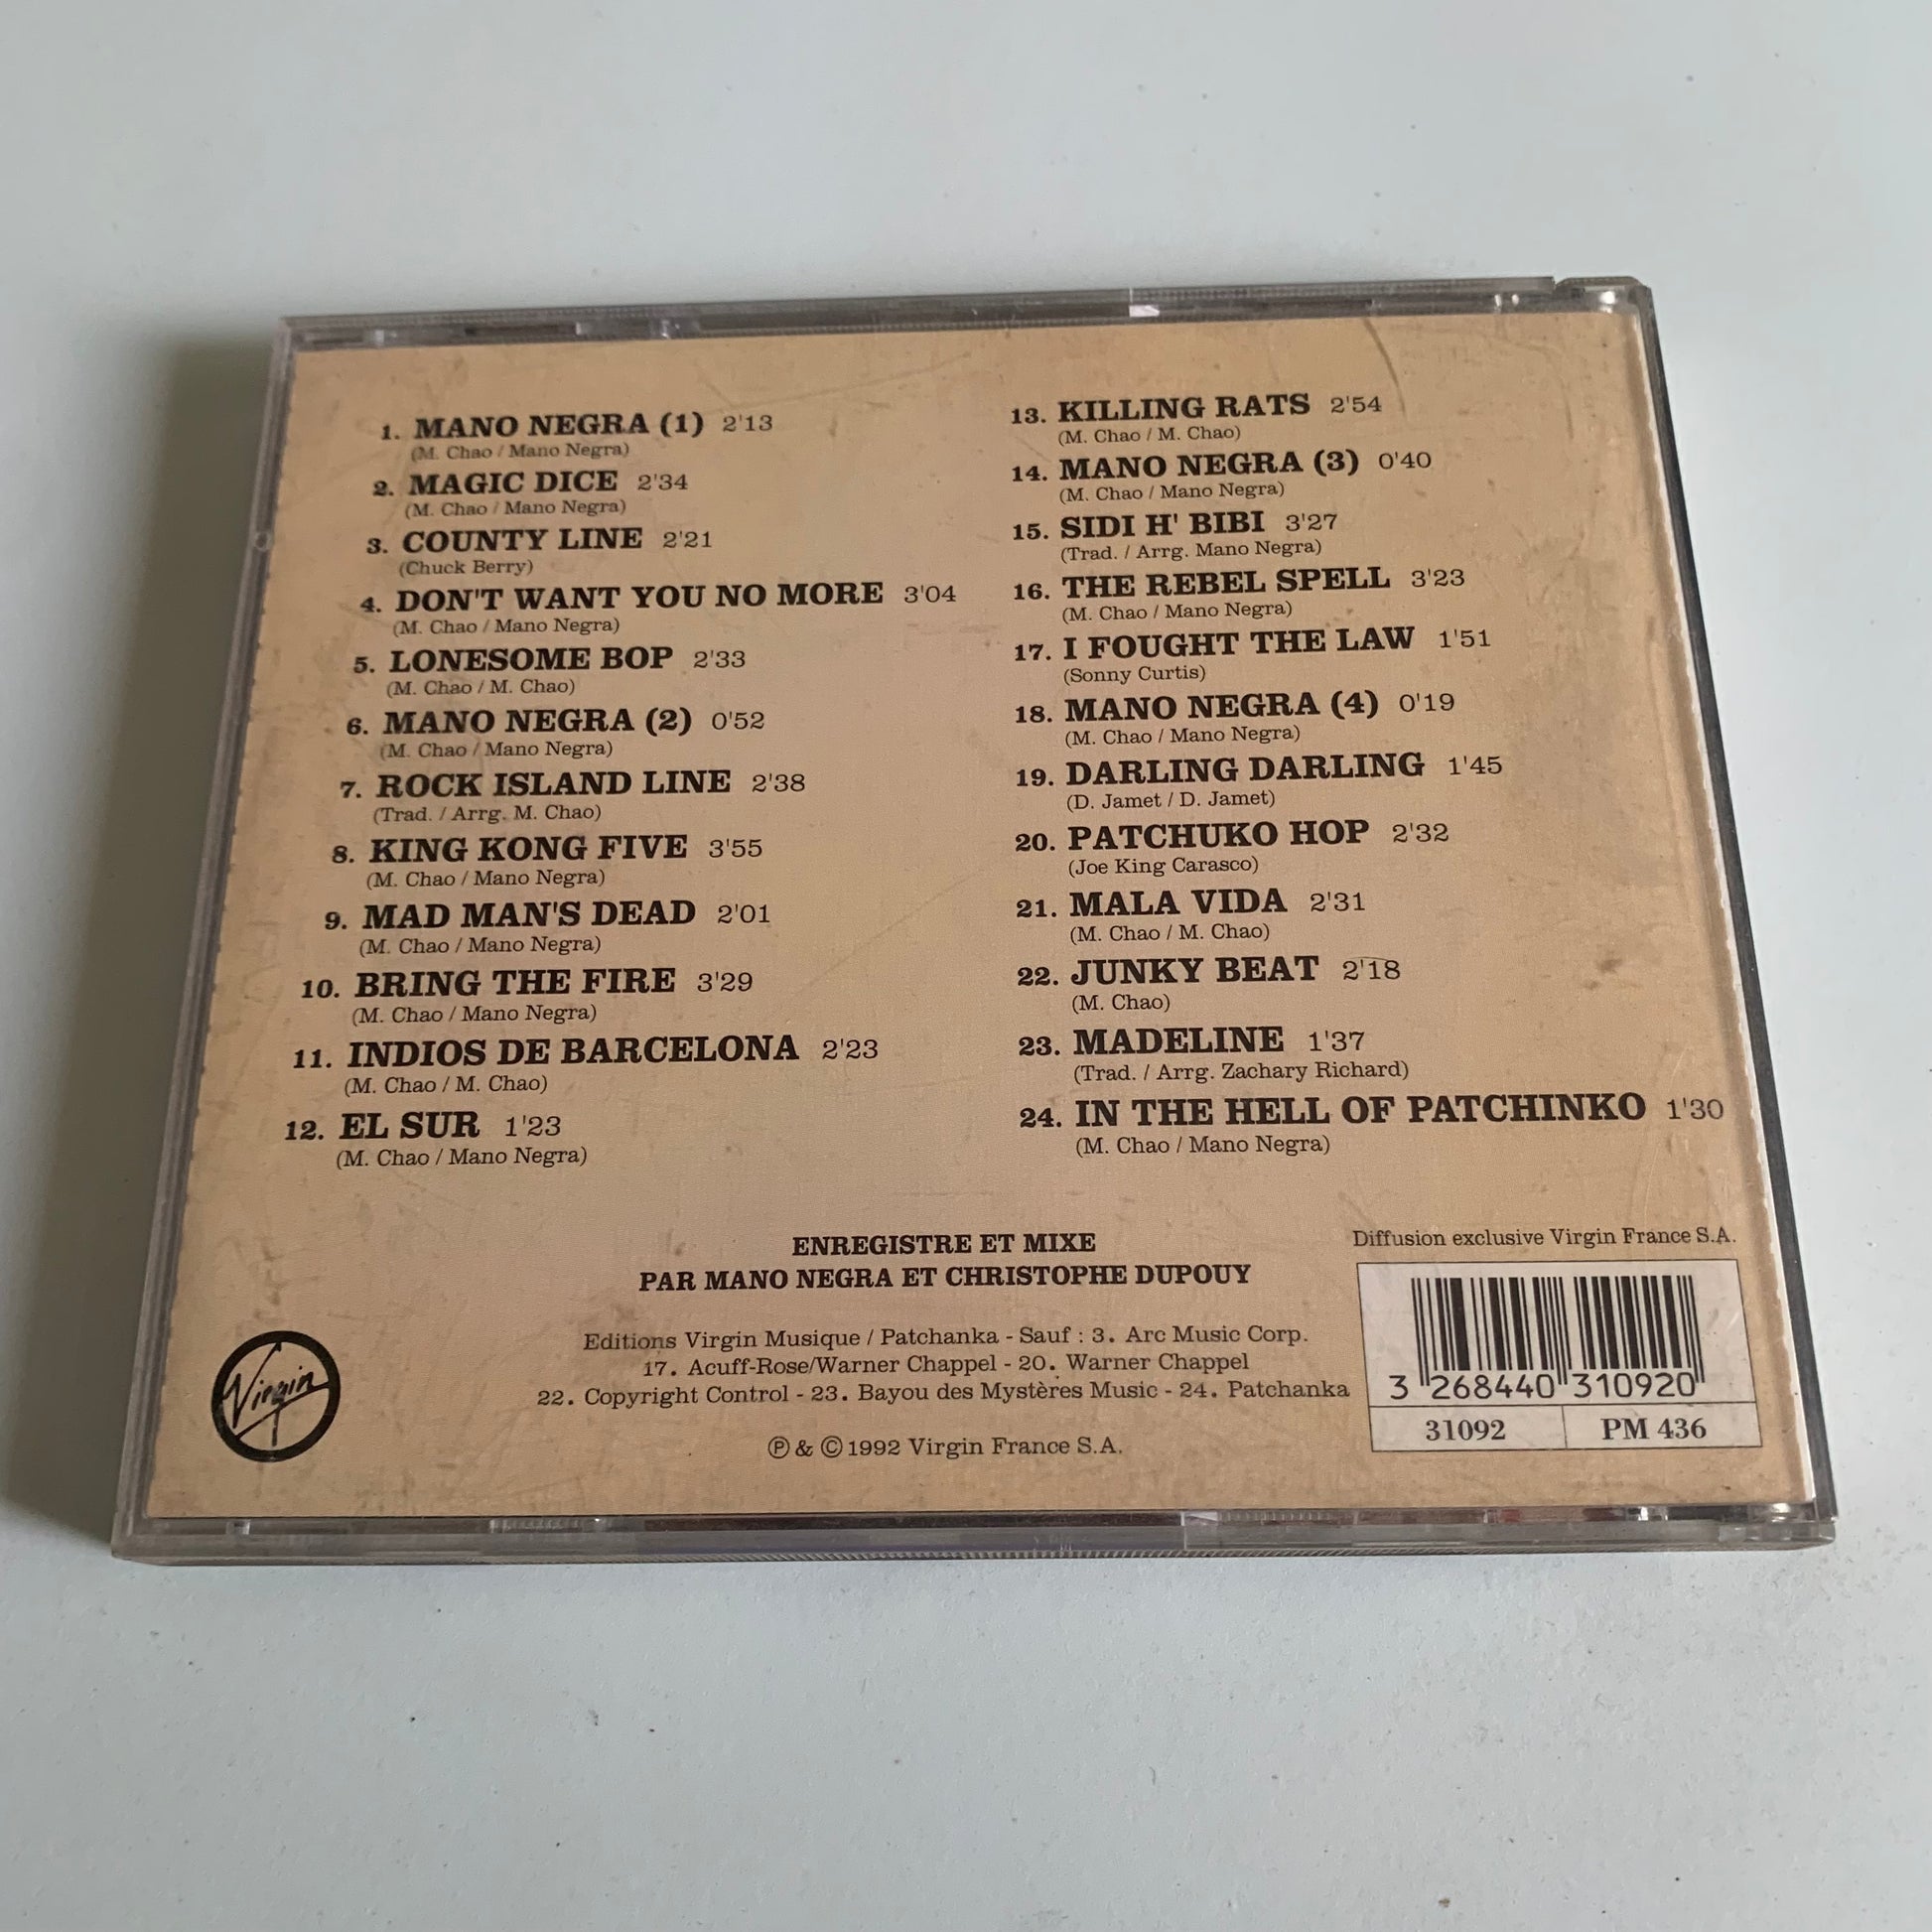 1. MANO NEGRA (1) 2'13
(M. Chao / Mano Negra)
2. MAGIC DICE 2'34
(M. Chao / Mano Negra)
3. COUNTY LINE 2'21
(Chuck Berry)
4. DON'T WANT YOU NO MORE 3'04
(M. Chao / Mano Negra)
5. LONESOME BOP 2'33
(M. Chao / M. Chao)
6. MANO NEGRA (2) 0'52
(M. Chao / Mano Negra)
7. ROCK ISLAND LINE 2'38
(Trad. / Arrg. M. Chao)
8. KING KONG FIVE 3'55
(M. Chao / Mano Negra)
9. MAD MAN'S DEAD 2'01
(M. Chao / Mano Negra)
10. BRING THE FIRE 3'29
(M. Chao / Mano Negra)
11. INDIOS DE BARCELONA 2'23
(M. Chao / M. Chao)
12. EL SUR 1'23
(M. Chao / Mano Negra)
13. KILLING RATS 2'54
(M. Chao / M. Chao)
14. MANO NEGRA (3) 0'40
(M. Chao / Mano Negra)
15. SIDI H' BIBI 3'27
(Trad. / Arrg. Mano Negra)
16. THE REBEL SPELL 3'23
(M. Chao / Mano Negra)
17. I FOUGHT THE LAW 1'51
(Sonny Curtis)
18. MANO NEGRA (4) 0'19
(M. Chao / Mano Negra)
19. DARLING DARLING 1'45
(D. Jamet / D. Jamet)
20. PATCHUKO HOP 2'32
(Joe King Carasco)
21. MALA VIDA 2'31
(M. Chao / M. Chao)
22. JUNKY BEAT 2'18
(M. Chao)
23. MADELINE 1'37
(Trad. / Arrg. Zachary Richard)
24. IN THE HELL OF PATCHINKO 1'30
(M. Chao / Mano Negra)
ENREGISTRE ET MIXE
PAR MANO NEGRA ET CHRISTOPHE DUPOUY
Editions Virgin Musique / Patchanka - Sauf : 3. Arc Music Corp.
17. Acuff-Rose/Warner Chappel - 20. Warner Chappel
22. Copyright Control - 23. Bayou des Mystères Music - 24. Patchanka
℗ & © 1992 Virgin France S.A.
Virgin
Diffusion exclusive Virgin France S.A.
3 268440 310920
31092 PM 436